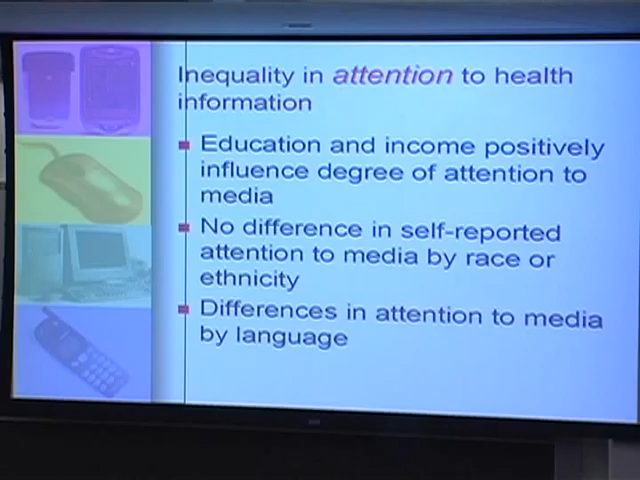 Inequality in attention to health
information
Education and income positively
influence degree of attention to
media
No difference in self-reported
attention to media by race or
ethnicity
Differences in attention to media
by language